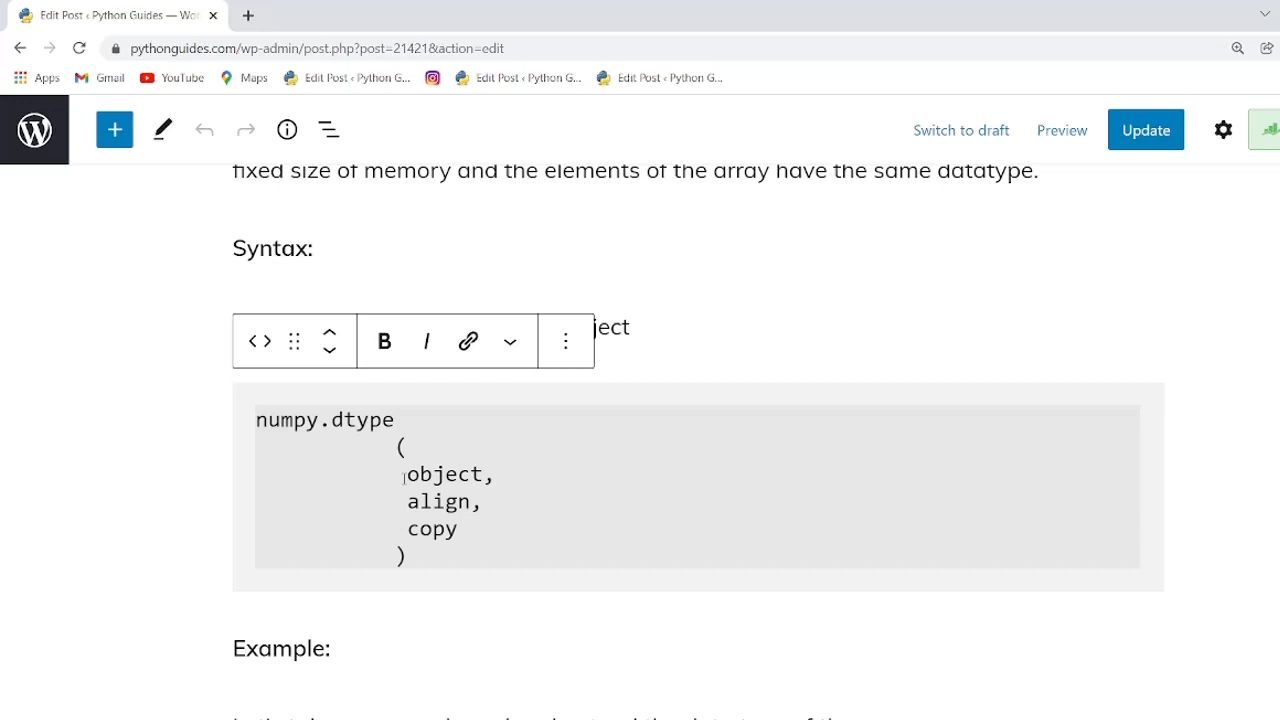 Edit Post ‹ Python Guides — Wor
pythonguides.com/wp-admin/post.php?post=21421&action=edit
Apps Gmail YouTube Maps Edit Post ‹ Python G... Edit Post ‹ Python G... Edit Post ‹ Python G...
Switch to draft Preview Update
fixed size of memory and the elements of the array have the same datatype.
Syntax:
ject
B I
numpy.dtype
(
object,
align,
copy
)
Example: